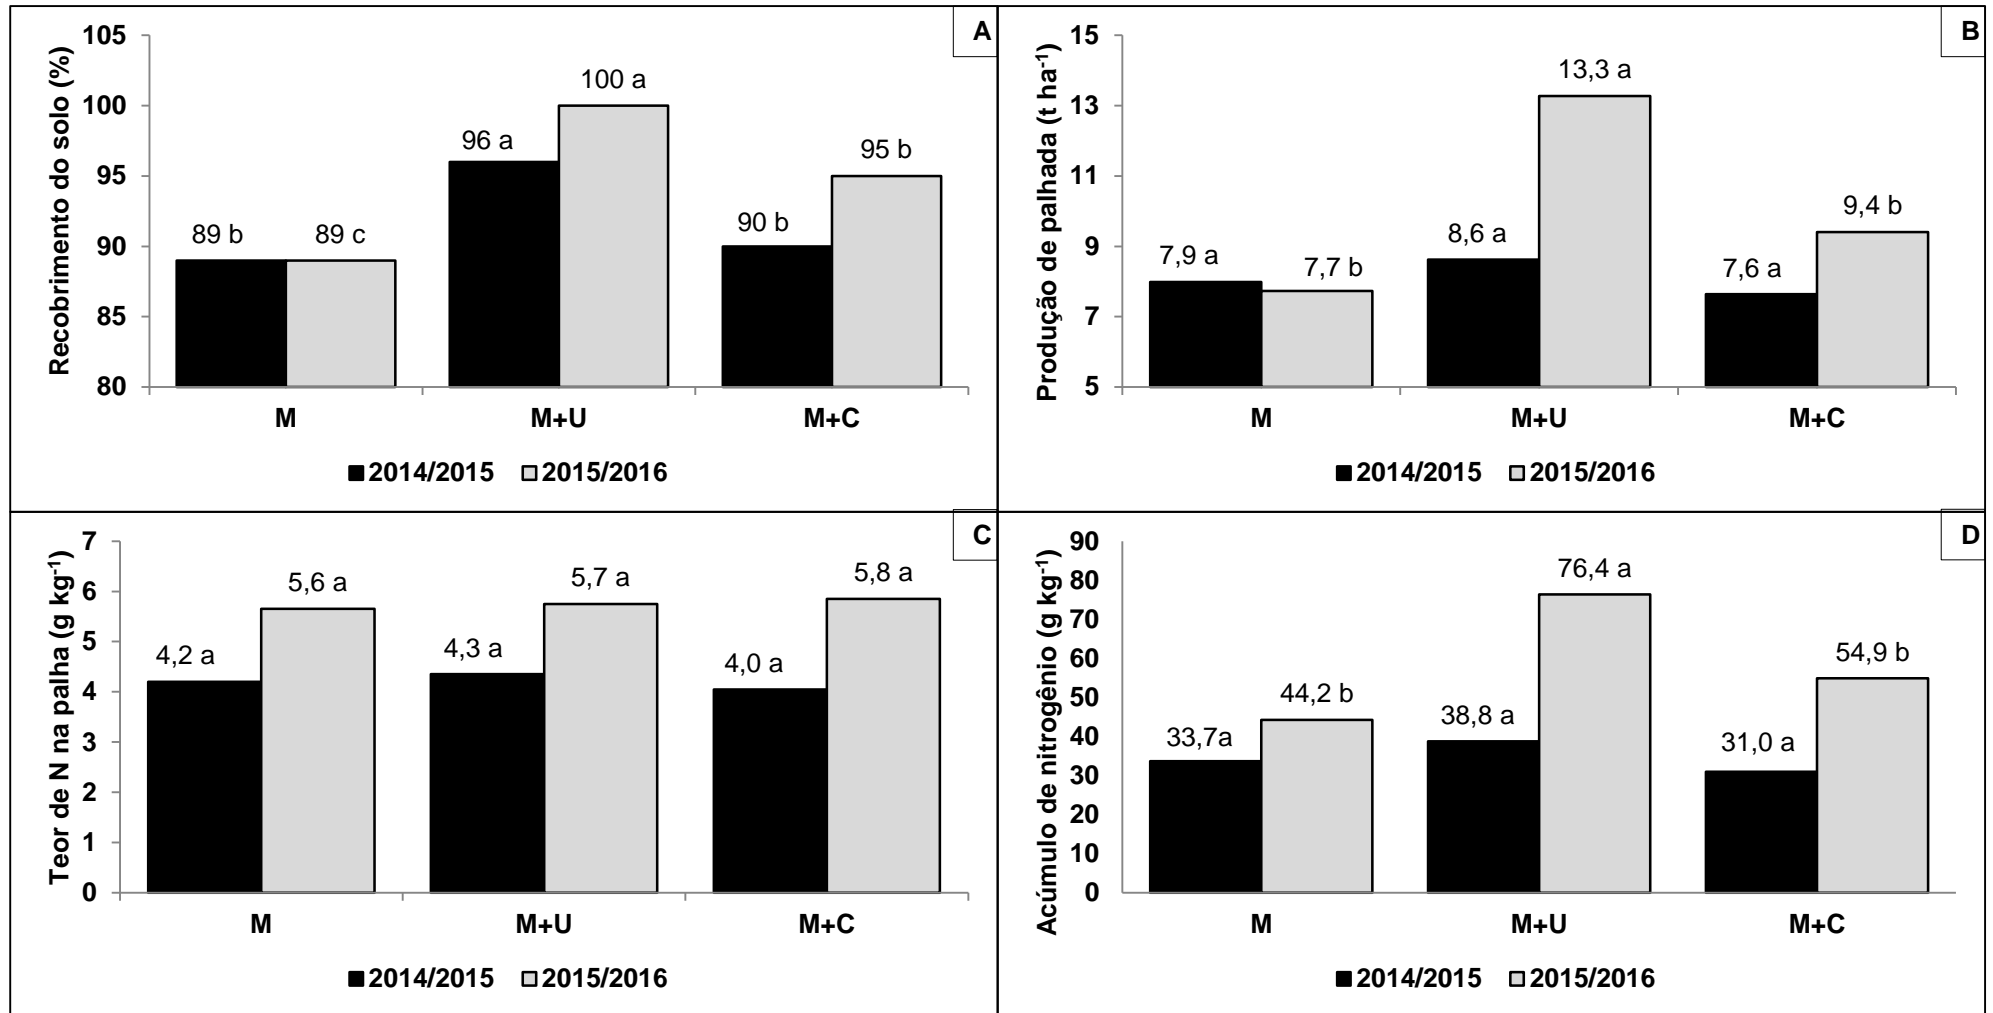 A
Recobrimento do solo (%)
105
100
95
90
85
80
89 b
89 c
96 a
100 a
90 b
95 b
M
M+U
M+C
2014/2015
2015/2016
B
Produção de palhada (t ha⁻¹)
15
13
11
9
7
5
7,9 a
7,7 b
8,6 a
13,3 a
7,6 a
9,4 b
M
M+U
M+C
2014/2015
2015/2016
C
Teor de N na palha (g kg⁻¹)
7
6
5
4
3
2
1
0
4,2 a
5,6 a
4,3 a
5,7 a
4,0 a
5,8 a
M
M+U
M+C
2014/2015
2015/2016
D
Acúmulo de nitrogênio (g kg⁻¹)
90
80
70
60
50
40
30
20
10
0
33,7a
44,2 b
38,8 a
76,4 a
31,0 a
54,9 b
M
M+U
M+C
2014/2015
2015/2016